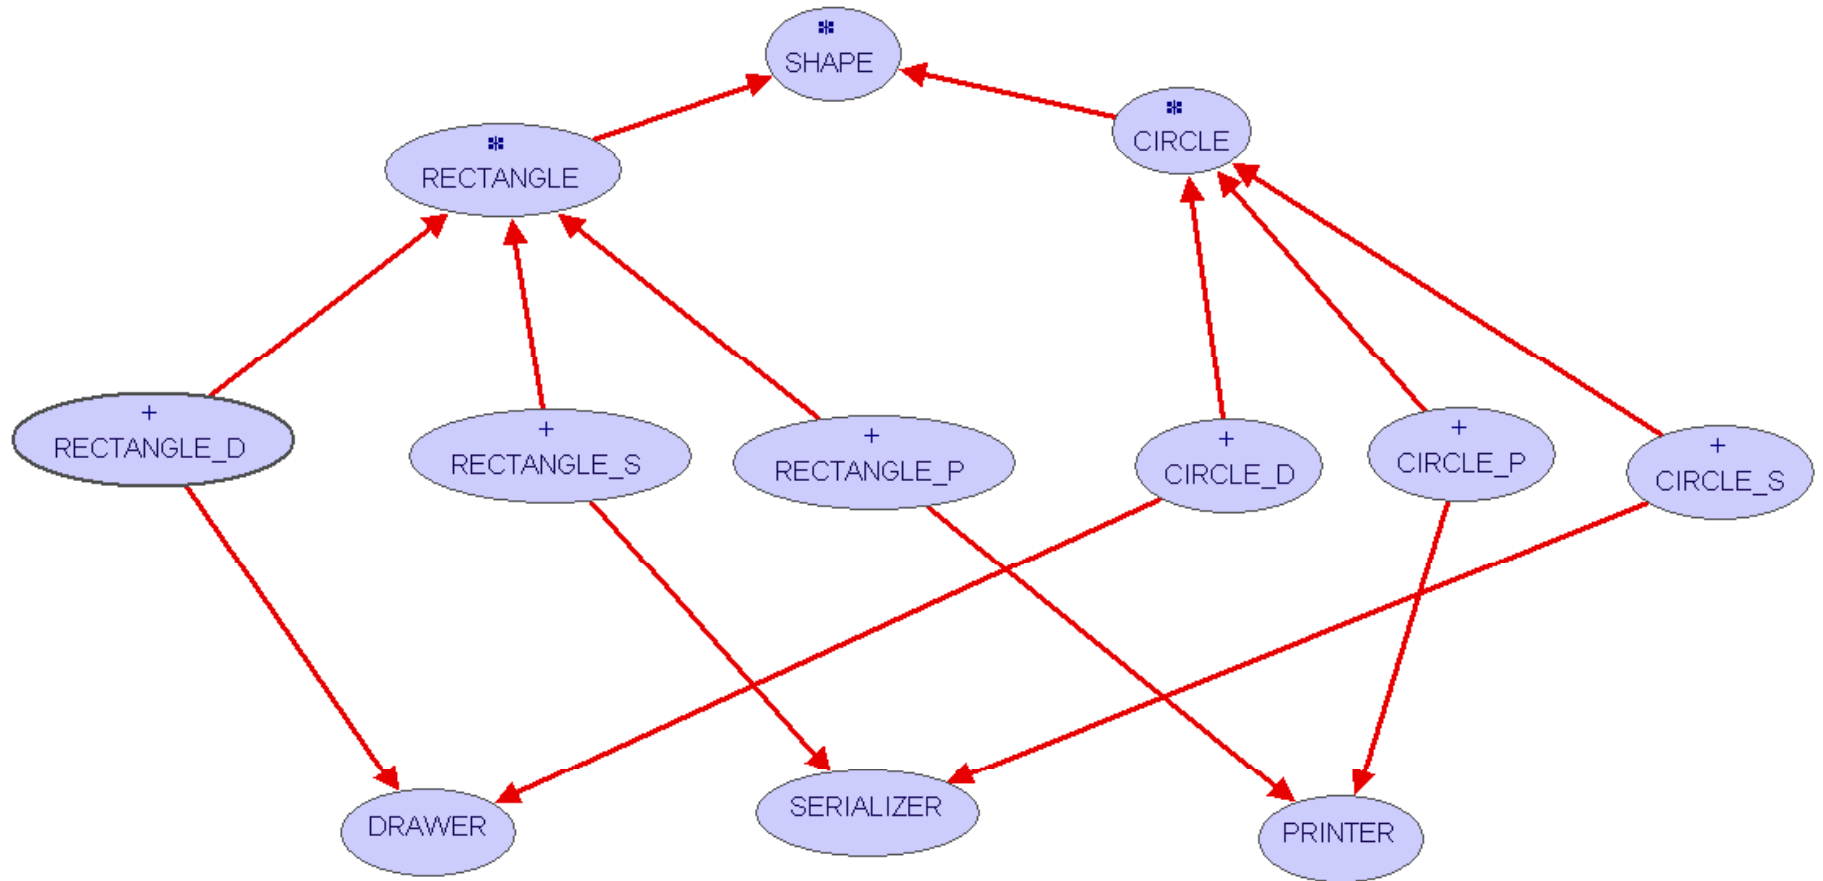 *
SHAPE
*
CIRCLE
*
RECTANGLE
+
RECTANGLE_D
+
RECTANGLE_S
+
RECTANGLE_P
+
CIRCLE_D
+
CIRCLE_P
+
CIRCLE_S
DRAWER
SERIALIZER
PRINTER